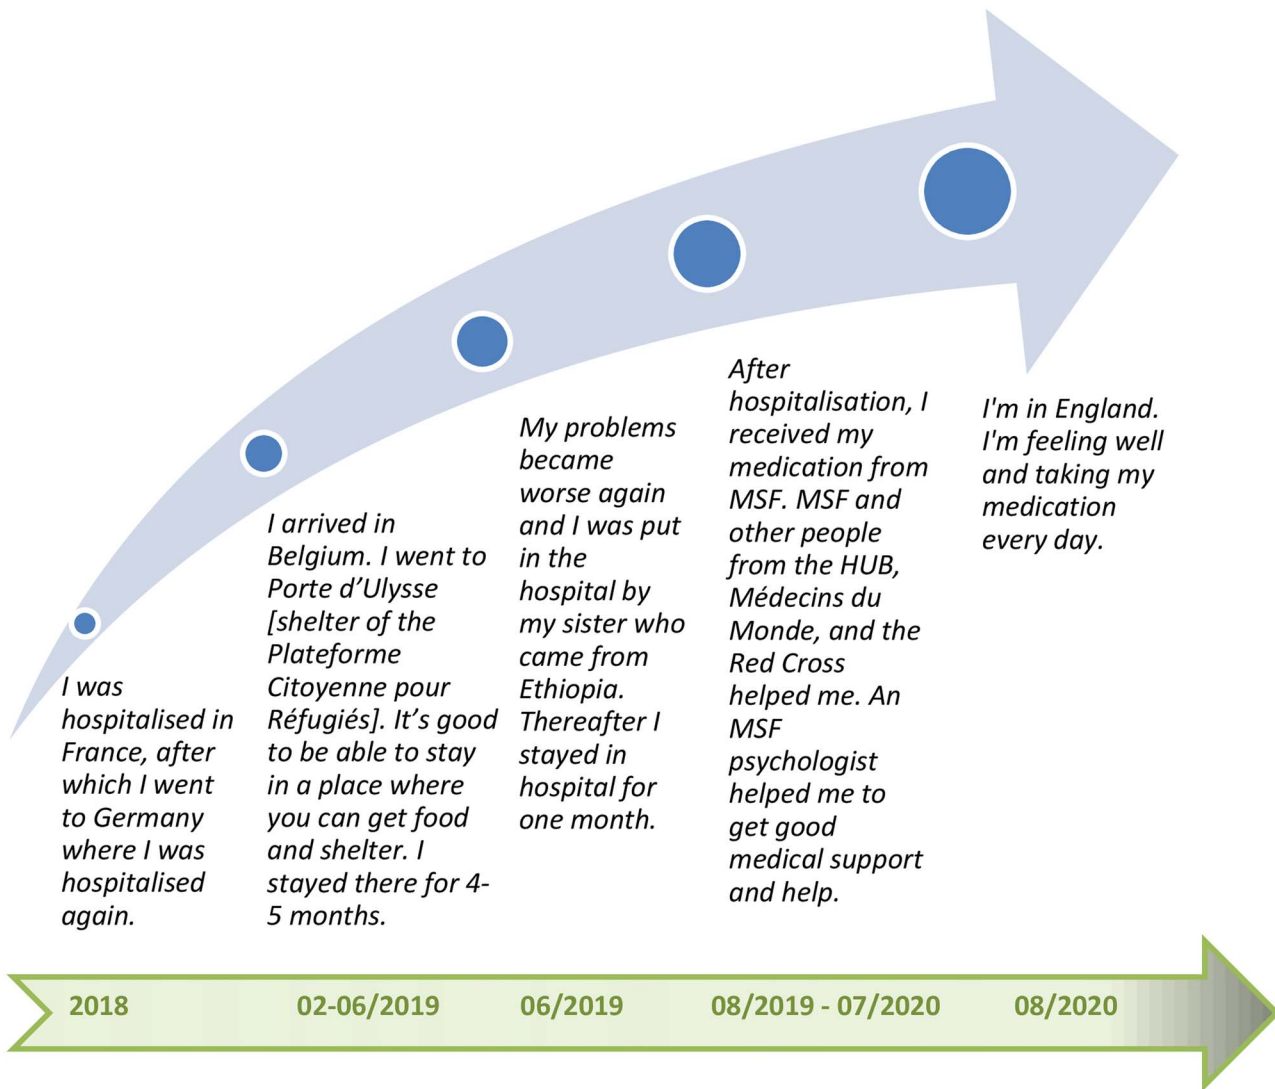 I was
hospitalised in
France, after
which I went
to Germany
where I was
hospitalised
again.
I arrived in
Belgium. I went to
Porte d’Ulysse
[shelter of the
Plateforme
Citoyenne pour
Réfugiés]. It’s good
to be able to stay
in a place where
you can get food
and shelter. I
stayed there for 4-
5 months.
My problems
became
worse again
and I was put
in the
hospital by
my sister who
came from
Ethiopia.
Thereafter I
stayed in
hospital for
one month.
After
hospitalisation, I
received my
medication from
MSF. MSF and
other people
from the HUB,
Médecins du
Monde, and the
Red Cross
helped me. An
MSF
psychologist
helped me to
get good
medical support
and help.
I'm in England.
I'm feeling well
and taking my
medication
every day.
2018
02-06/2019
06/2019
08/2019 - 07/2020
08/2020